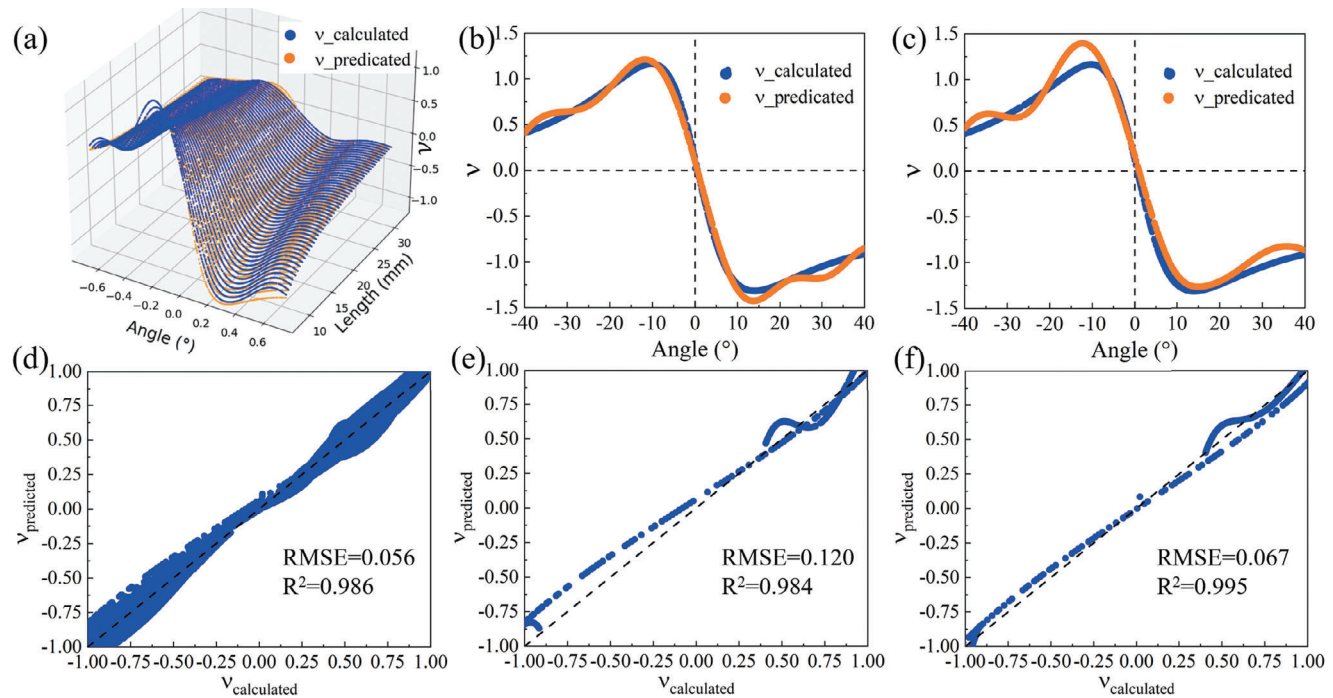 (a)
ν_calculated
ν_predicated
1.0
0.5
0.0
-0.5
-1.0
ν
-0.6
-0.4
-0.2
0.0
0.2
0.4
0.6
Angle (°)
10
15
20
25
30
Length (mm)
(b)
1.5
1.0
0.5
0.0
-0.5
-1.0
-1.5
ν
ν_calculated
ν_predicated
-40 -30 -20 -10 0 10 20 30 40
Angle (°)
(c)
1.5
1.0
0.5
0.0
-0.5
-1.0
-1.5
ν
ν_calculated
ν_predicated
-40 -30 -20 -10 0 10 20 30 40
Angle (°)
(d)
1.00
0.75
0.50
0.25
0.00
-0.25
-0.50
-0.75
-1.00
νpredicted
RMSE=0.056
R²=0.986
-1.00 -0.75 -0.50 -0.25 0.00 0.25 0.50 0.75 1.00
νcalculated
(e)
1.00
0.75
0.50
0.25
0.00
-0.25
-0.50
-0.75
-1.00
νpredicted
RMSE=0.120
R²=0.984
-1.00 -0.75 -0.50 -0.25 0.00 0.25 0.50 0.75 1.00
νcalculated
(f)
1.00
0.75
0.50
0.25
0.00
-0.25
-0.50
-0.75
-1.00
νpredicted
RMSE=0.067
R²=0.995
-1.00 -0.75 -0.50 -0.25 0.00 0.25 0.50 0.75 1.00
νcalculated